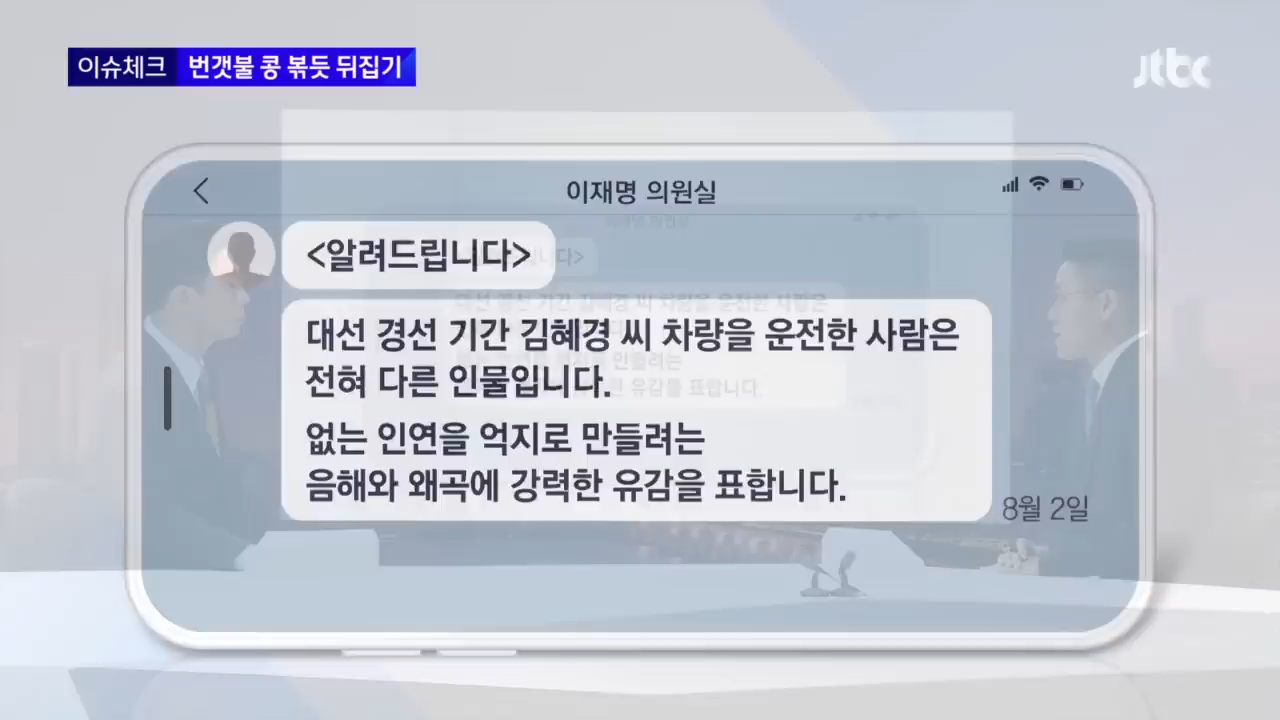 이슈체크 번갯불 콩 볶듯 뒤집기
jtbc
이재명 의원실
<알려드립니다>
대선 경선 기간 김혜경 씨 차량을 운전한 사람은
전혀 다른 인물입니다.
없는 인연을 억지로 만들려는
음해와 왜곡에 강력한 유감을 표합니다.
8월 2일